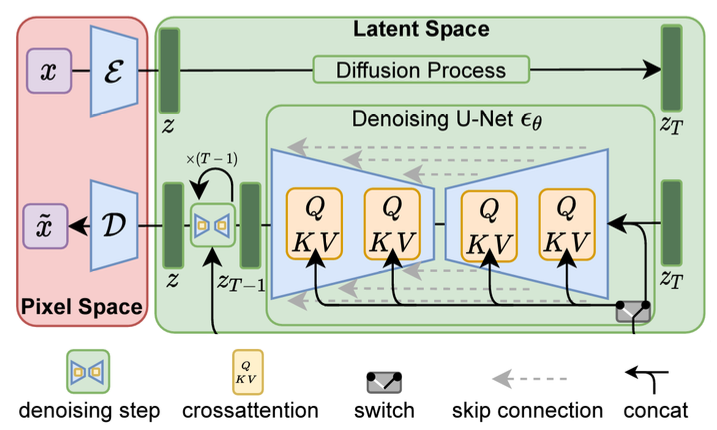 Latent Space
x
ℰ
z
Diffusion Process
z_T
Denoising U-Net ϵ_θ
×(T−1)
x̃
𝒟
z
z_{T−1}
Q
KV
Q
KV
Q
KV
Q
KV
z_T
Pixel Space
denoising step
Q
KV
crossattention
switch
skip connection
concat